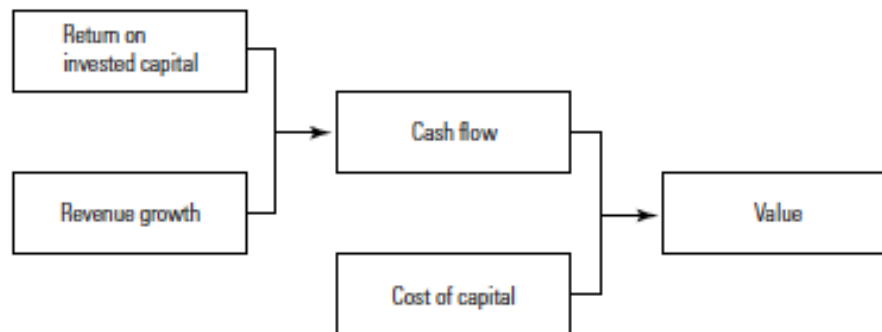 Return on
invested capital
Cash flow
Revenue growth
Value
Cost of capital